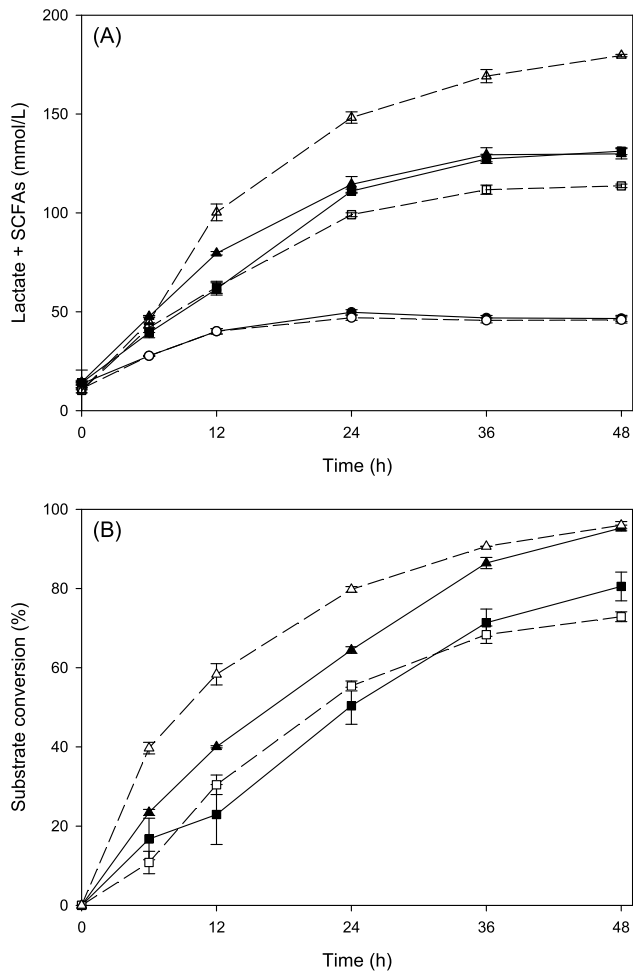 (A)
Lactate + SCFAs (mmol/L)
200
150
100
50
0
0 12 24 36 48
Time (h)
(B)
Substrate conversion (%)
100
80
60
40
20
0
0 12 24 36 48
Time (h)